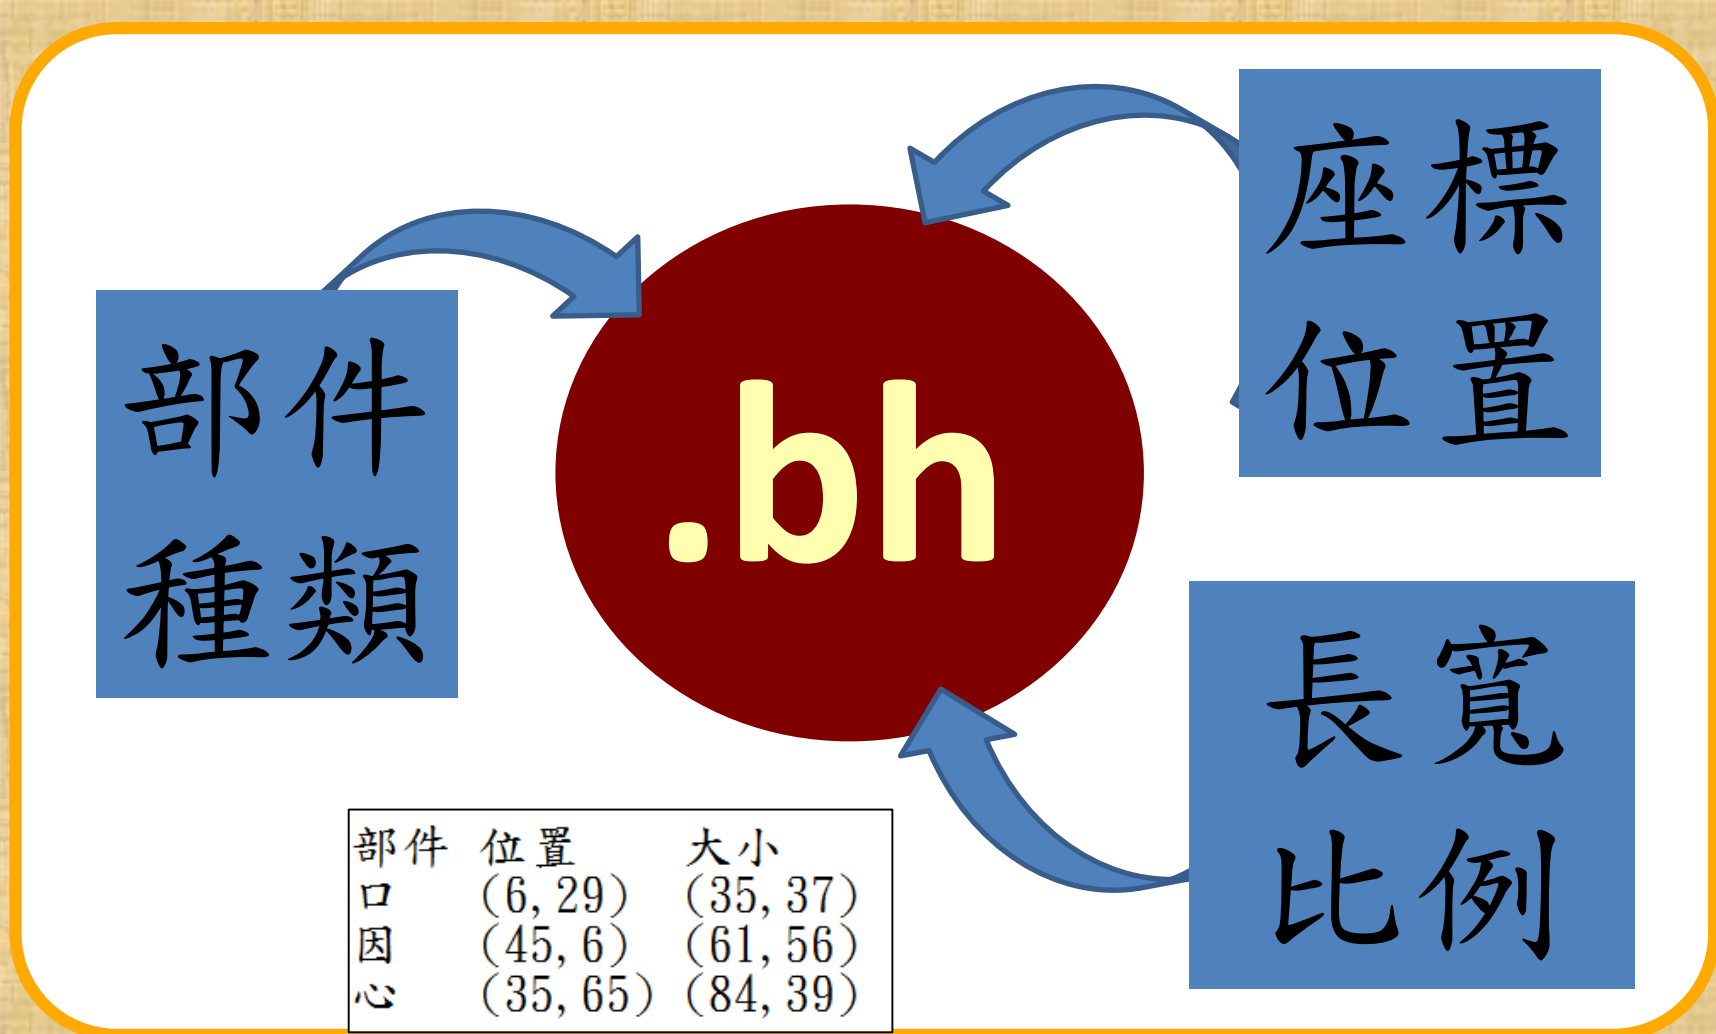 部件
種類
.bh
座標
位置
長寬
比例
部件 位置 大小
口 (6,29) (35,37)
因 (45,6) (61,56)
心 (35,65) (84,39)